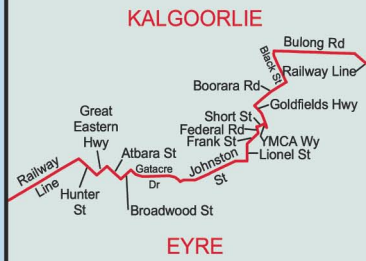 KALGOORLIE
Bulong Rd
Black St
Railway Line
Boorara Rd
Goldfields Hwy
Great
Eastern
Hwy
Short St
Federal Rd
Frank St
YMCA Wy
Lionel St
Atbara St
Gatacre
Dr
Johnston
St
Railway
Line
Hunter
St
Broadwood St
EYRE